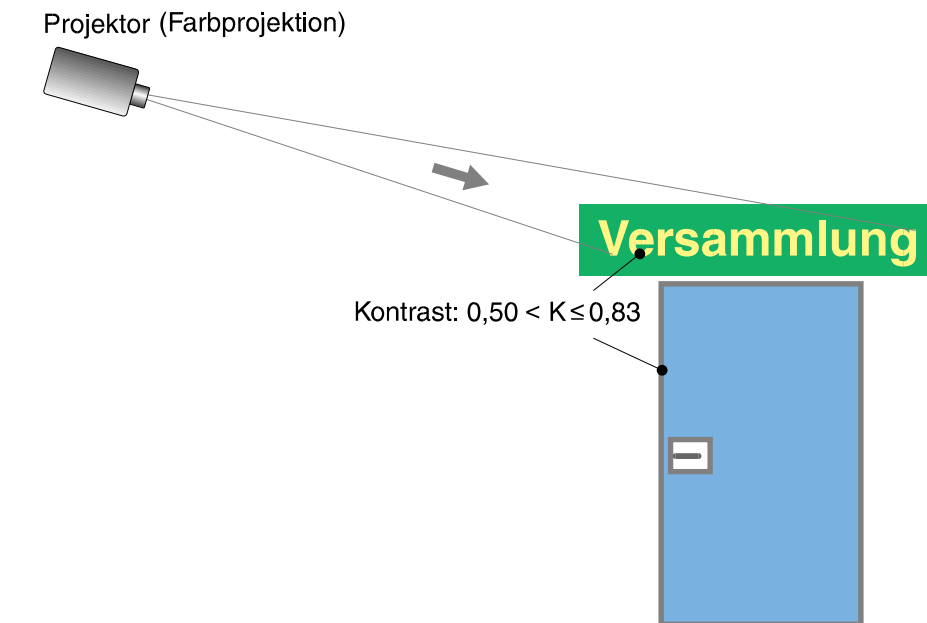 Projektor (Farbprojektion)
Versammlung
Kontrast: 0,50 < K ≤ 0,83